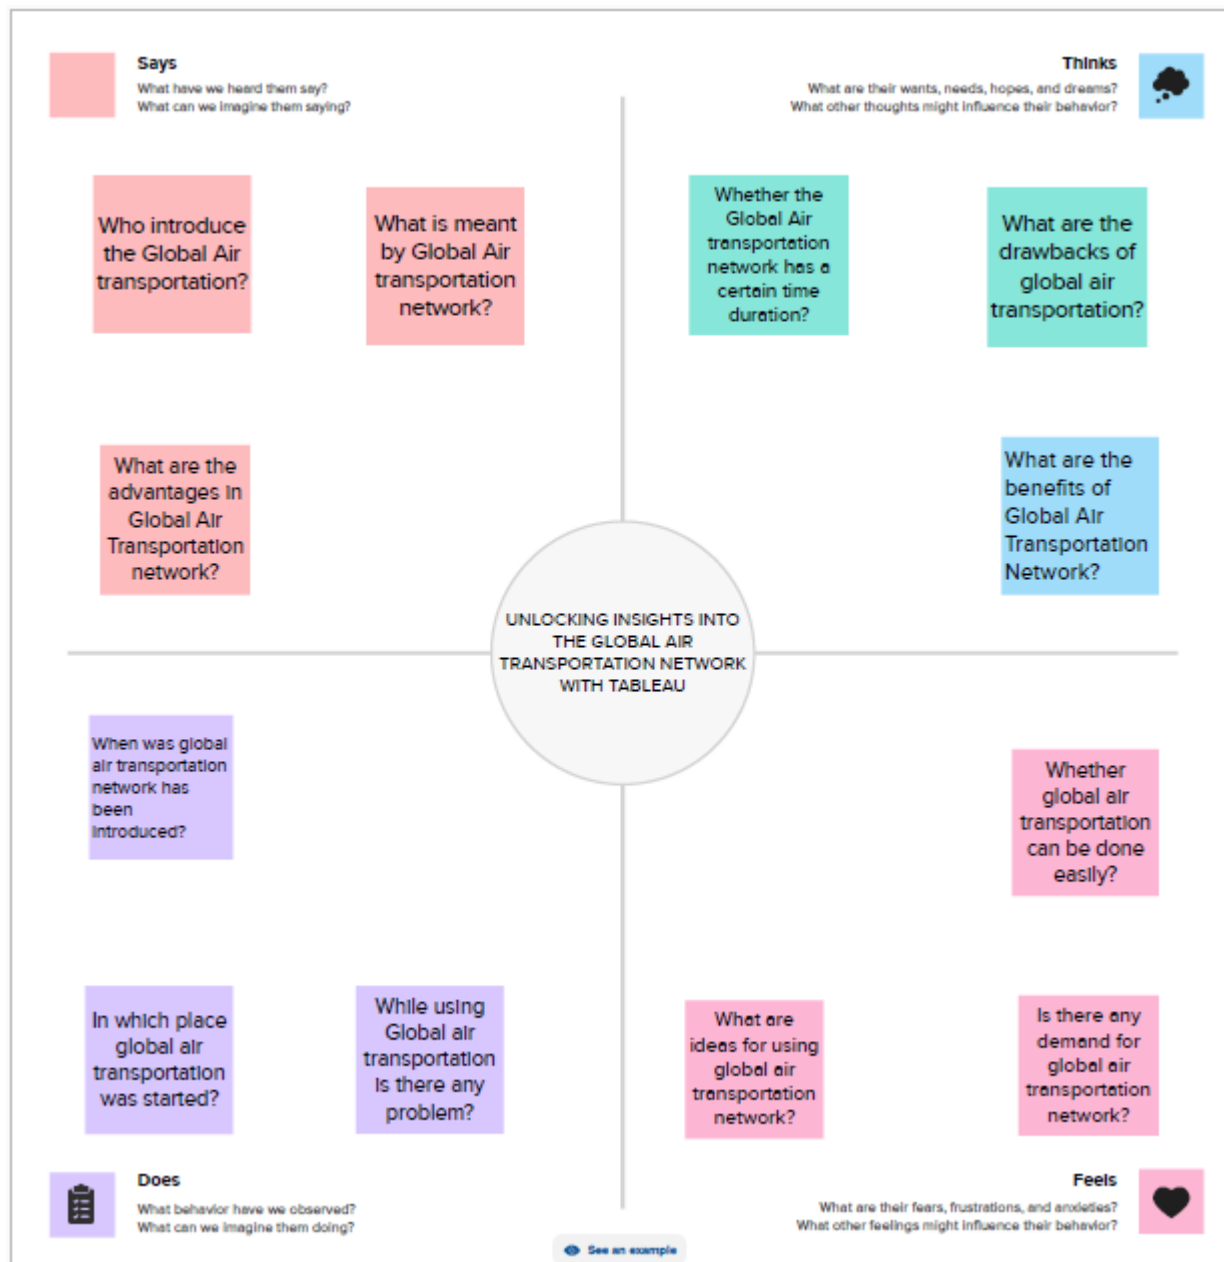 Says
What have we heard them say?
What can we imagine them saying?
Thinks
What are their wants, needs, hopes, and dreams?
What other thoughts might influence their behavior?
Who introduce
the Global Air
transportation?
What is meant
by Global Air
transportation
network?
Whether the
Global Air
transportation
network has a
certain time
duration?
What are the
drawbacks of
global air
transportation?
What are the
advantages in
Global Air
Transportation
network?
What are the
benefits of
Global Air
Transportation
Network?
UNLOCKING INSIGHTS INTO
THE GLOBAL AIR
TRANSPORTATION NETWORK
WITH TABLEAU
When was global
air transportation
network has
been
introduced?
Whether
global air
transportation
can be done
easily?
In which place
global air
transportation
was started?
While using
Global air
transportation
is there any
problem?
What are
ideas for using
global air
transportation
network?
Is there any
demand for
global air
transportation
network?
Does
What behavior have we observed?
What can we imagine them doing?
Feels
What are their fears, frustrations, and anxieties?
What other feelings might influence their behavior?
See an example